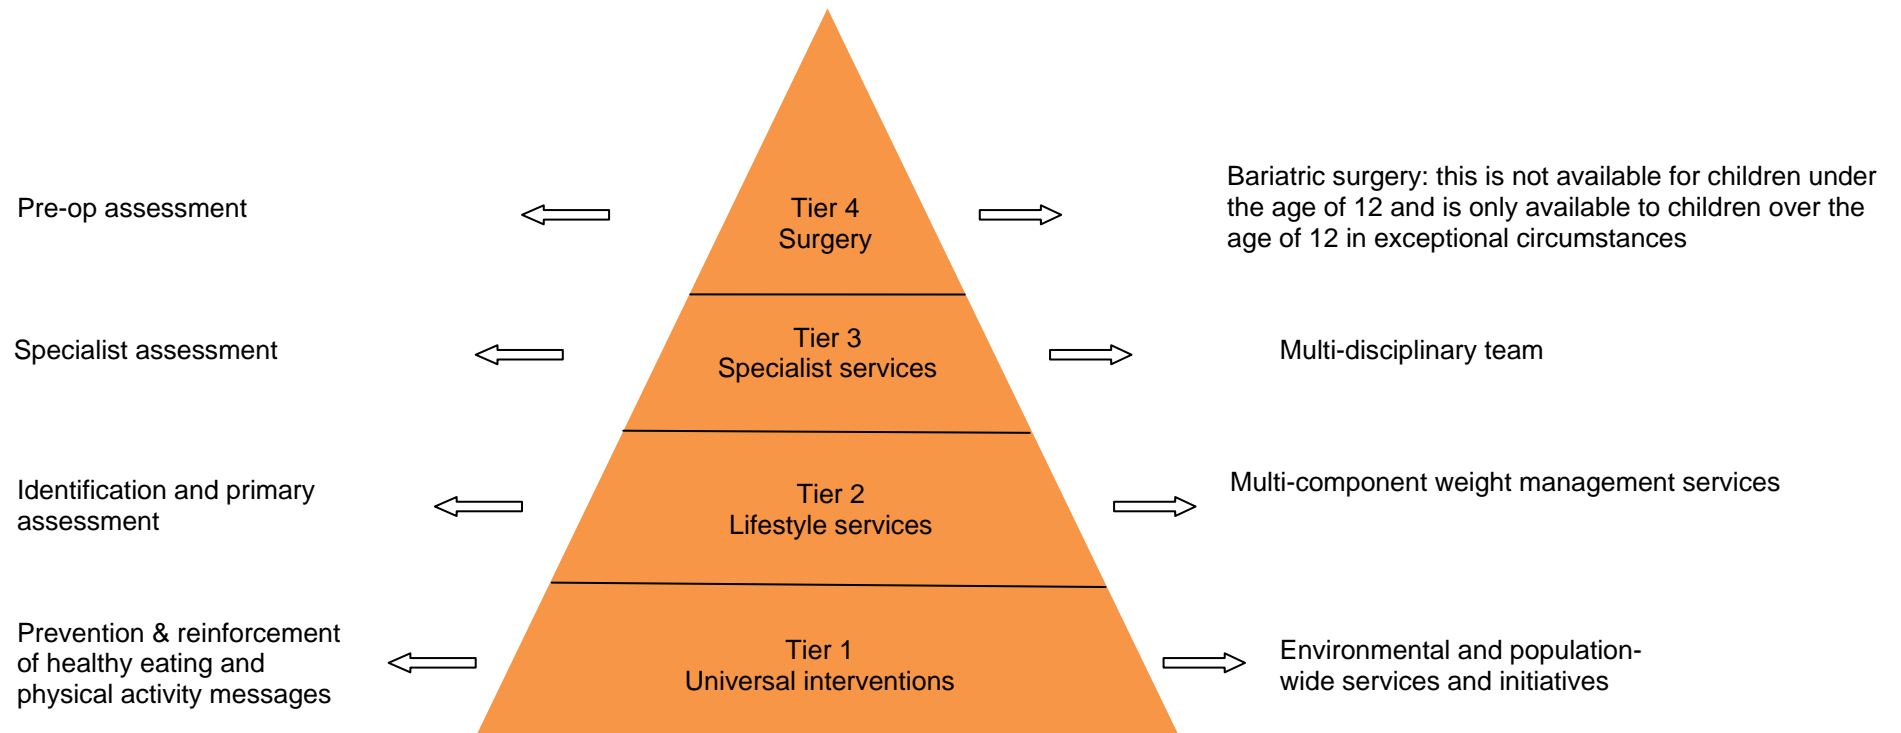 Pre-op assessment
Tier 4
Surgery
Bariatric surgery: this is not available for children under
the age of 12 and is only available to children over the
age of 12 in exceptional circumstances
Specialist assessment
Tier 3
Specialist services
Multi-disciplinary team
Identification and primary
assessment
Tier 2
Lifestyle services
Multi-component weight management services
Prevention & reinforcement
of healthy eating and
physical activity messages
Tier 1
Universal interventions
Environmental and population-
wide services and initiatives